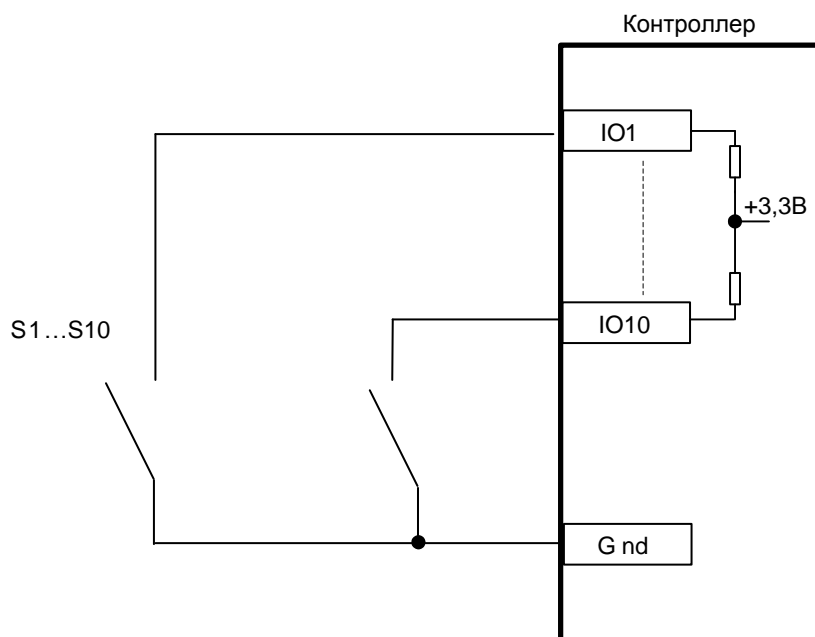 Контроллер
IO1
+3,3В
IO10
S1...S10
G nd